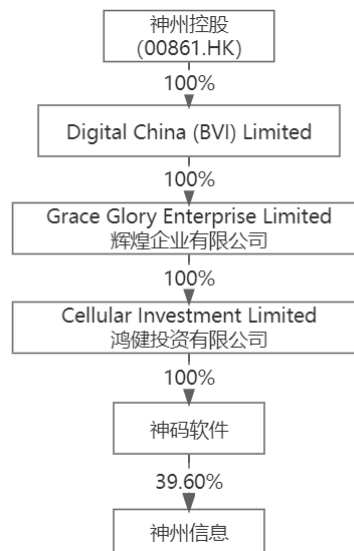 神州控股
(00861.HK)
100%
Digital China (BVI) Limited
100%
Grace Glory Enterprise Limited
辉煌企业有限公司
100%
Cellular Investment Limited
鸿健投资有限公司
100%
神码软件
39.60%
神州信息